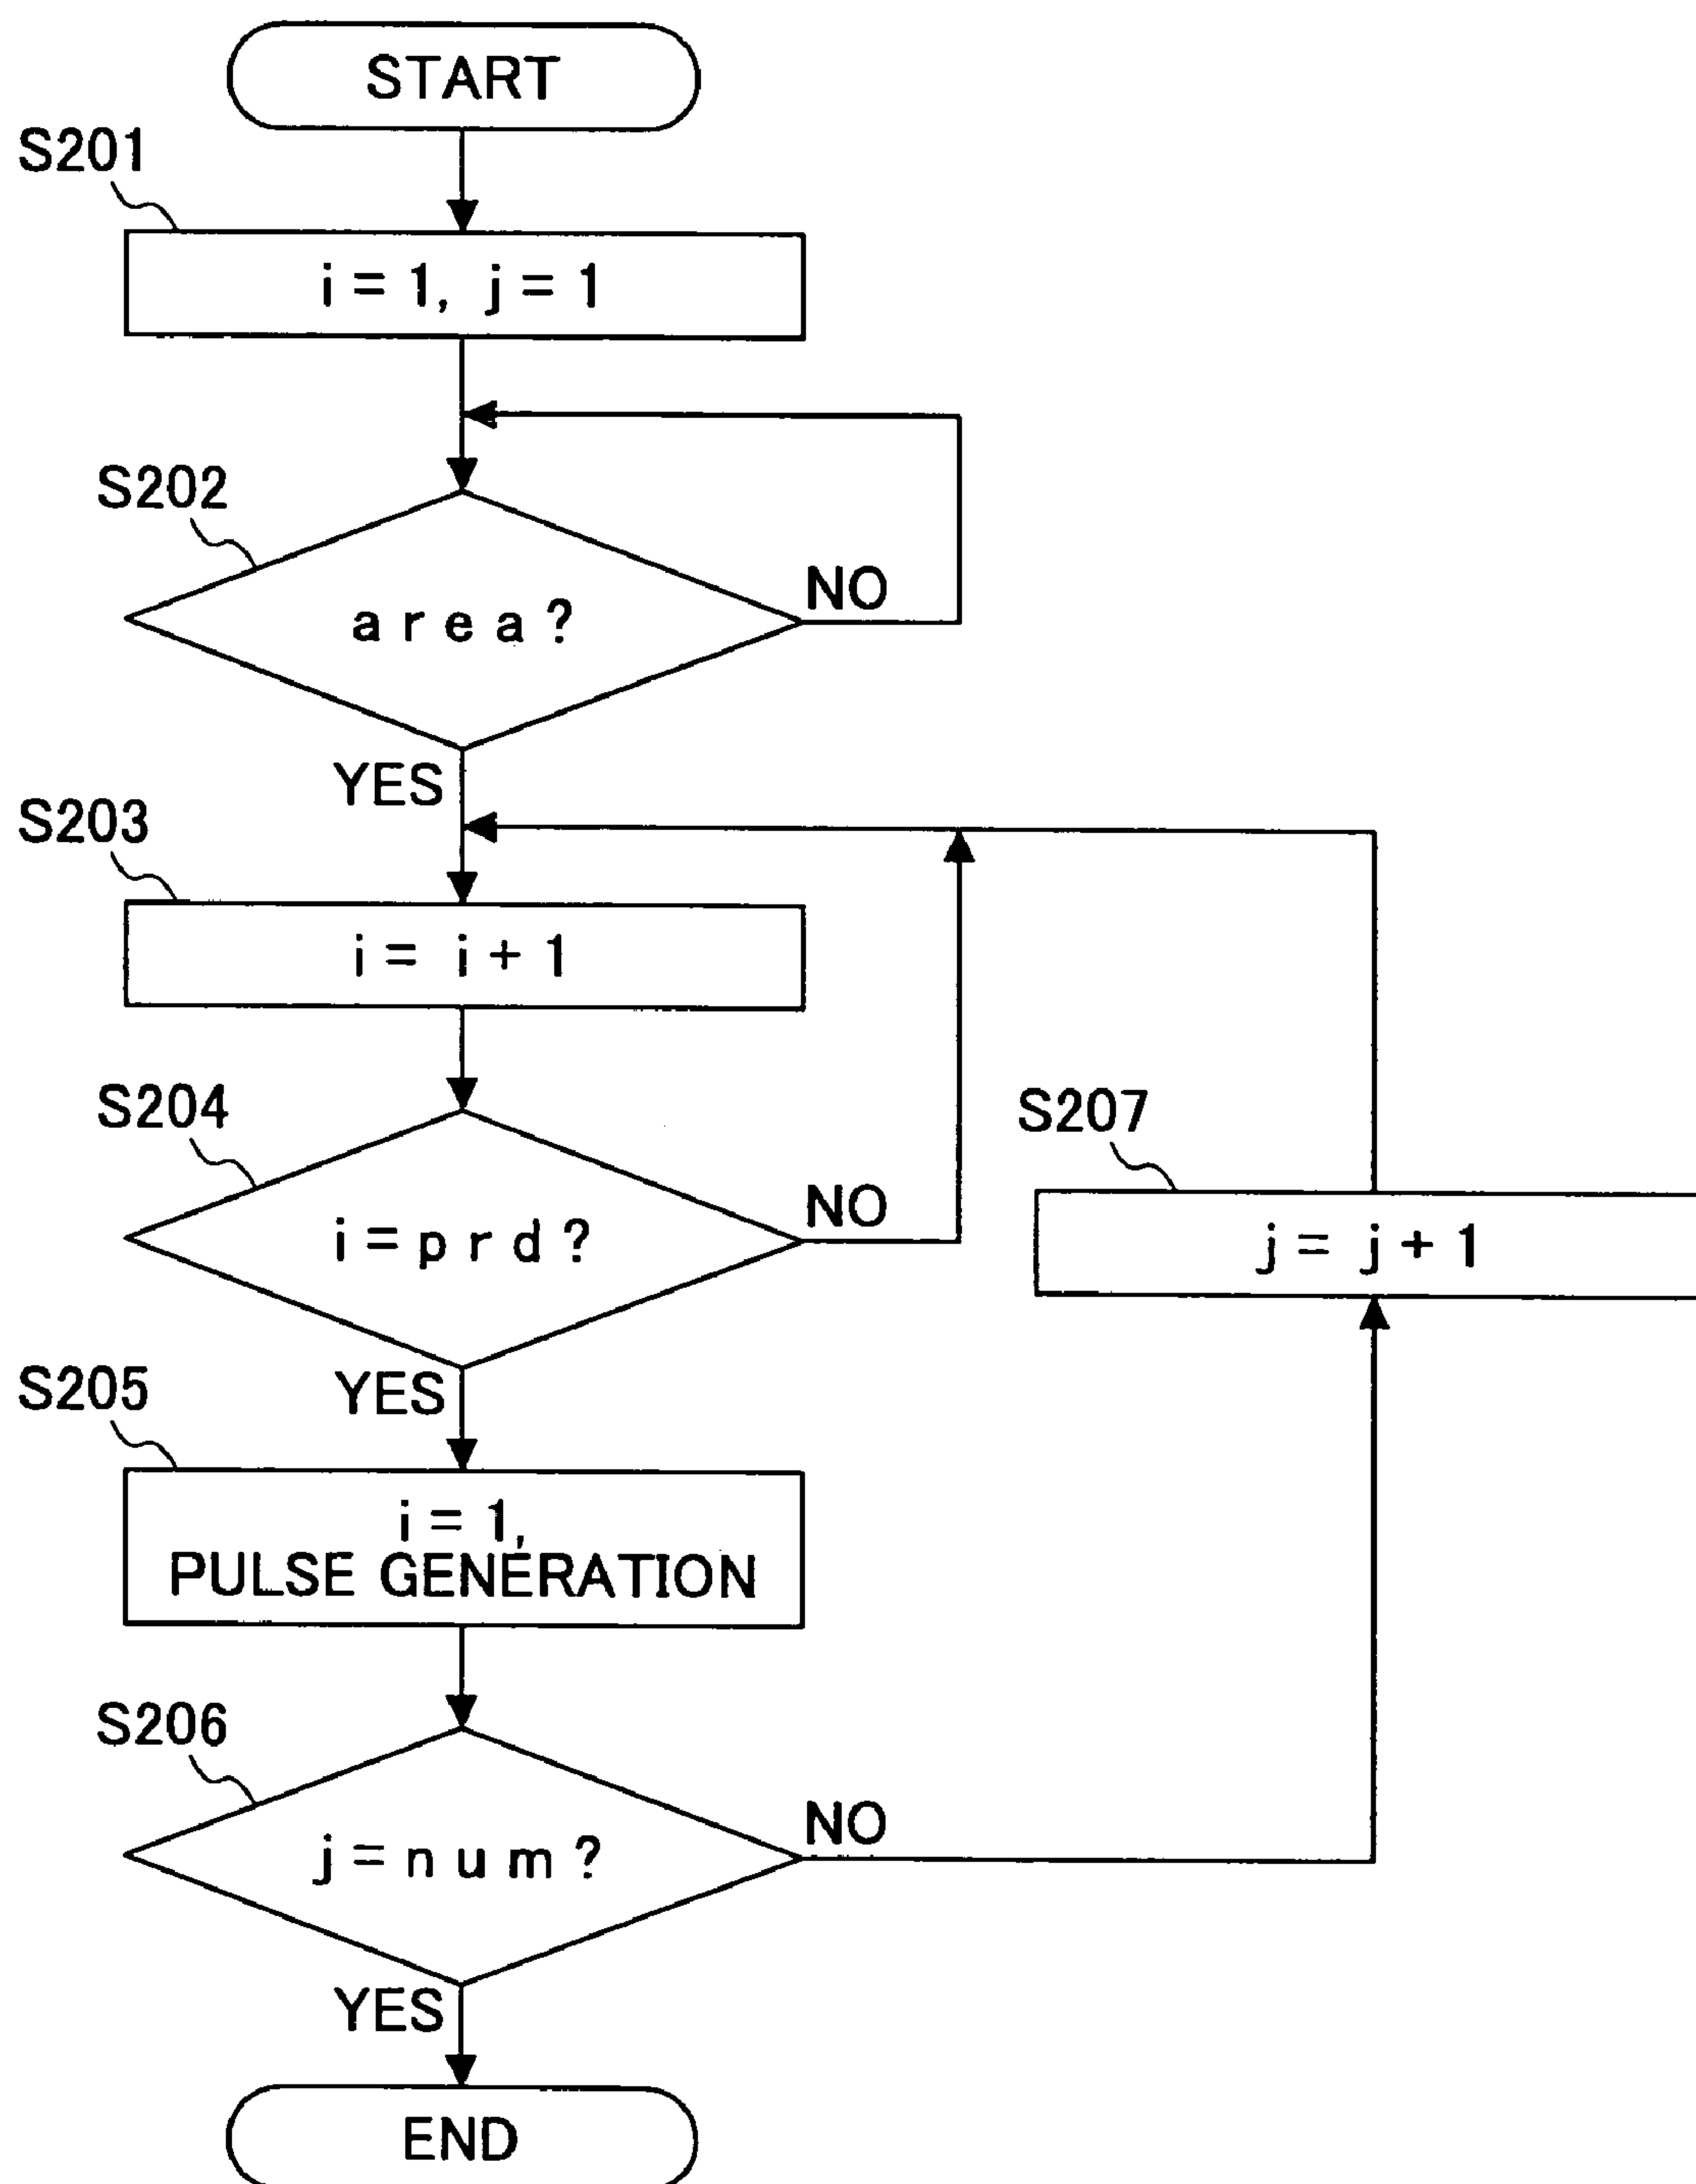 START
S201
i = 1, j = 1
S202
area?
NO
YES
S203
i = i + 1
S204
i = prd?
NO
S207
j = j + 1
YES
S205
i = 1,
PULSE GENERATION
S206
j = num?
NO
YES
END